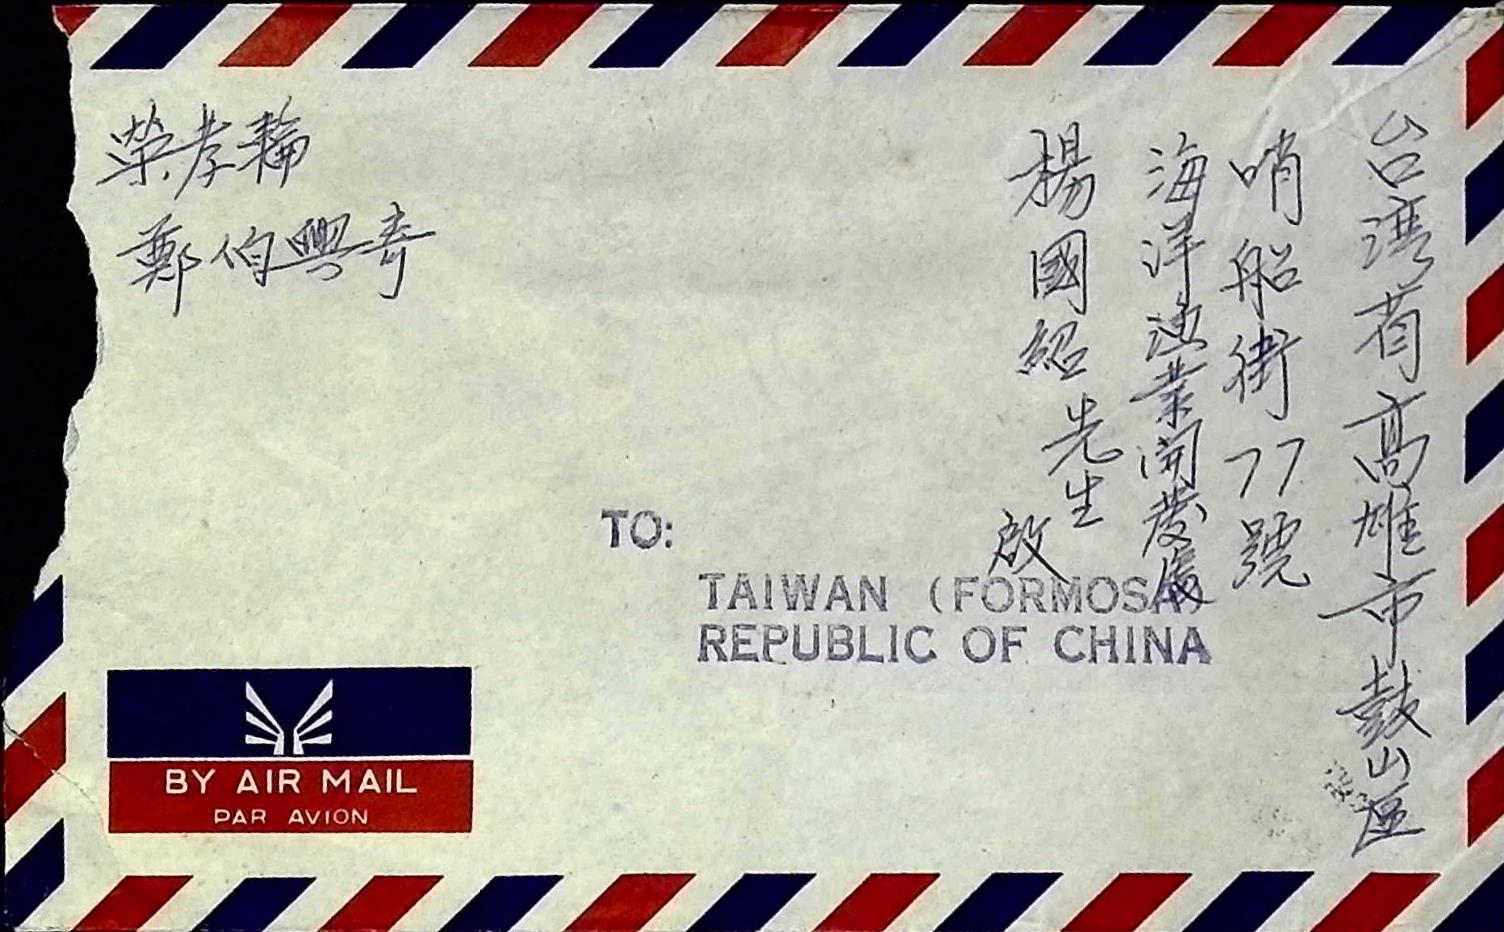 台湾省高雄市鼓山區
哨船街77號
海洋漁業開發處
楊國紹先生 啟
榮孝輪
鄭伯興寄
TO:
TAIWAN (FORMOSA)
REPUBLIC OF CHINA
BY AIR MAIL
PAR AVION